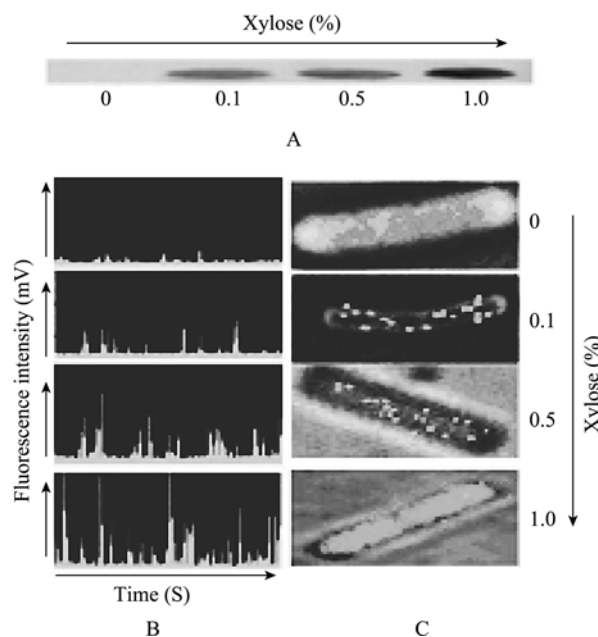 Xylose (%)
0 0.1 0.5 1.0
A
Fluorescence intensity (mV)
0
0.1
0.5
1.0
Xylose (%)
Time (S)
B C